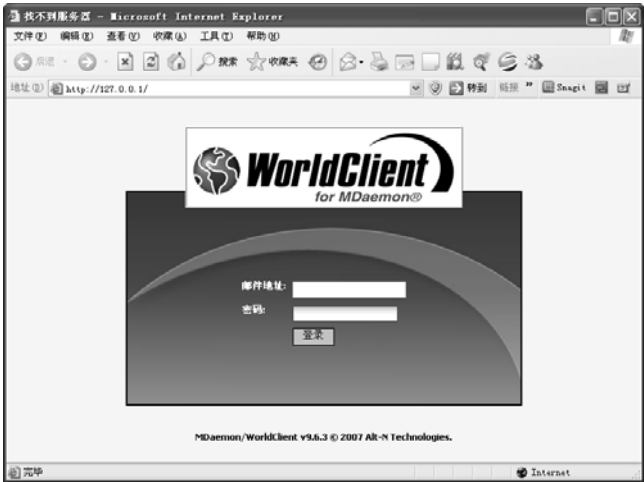 找不到服务器 - Microsoft Internet Explorer
文件(F) 编辑(E) 查看(V) 收藏(A) 工具(T) 帮助(H)
后退 搜索 收藏夹
地址(D) http://127.0.0.1/ 转到 链接 » Snagit
WorldClient
for MDaemon®
邮件地址:
密码:
登录
MDaemon/WorldClient v9.6.3 © 2007 Alt-N Technologies.
完毕 Internet